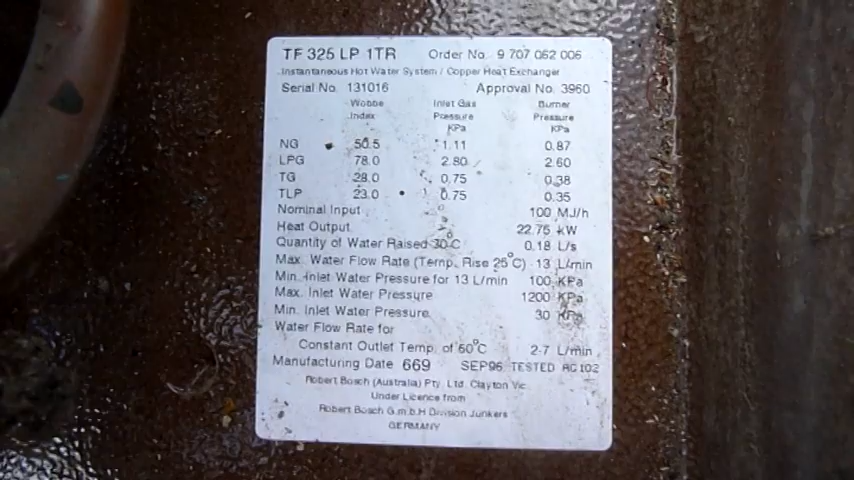 TF 325 LP 1TR Order No. 9 707 062 006
Instantaneous Hot Water System / Copper Heat Exchanger
Serial No. 131016 Approval No. 3960
Wobbe Inlet Gas Burner
Index Pressure Pressure
KPa KPa
NG 50.5 1.11 0.87
LPG 78.0 2.80 2.60
TG 28.0 0.75 0.38
TLP 23.0 0.75 0.35
Nominal Input 100 MJ/h
Heat Output 22.75 kW
Quantity of Water Raised 30°C 0.18 L/s
Max. Water Flow Rate (Temp. Rise 25°C) 13 L/min
Min. Inlet Water Pressure for 13 L/min 100 KPa
Max. Inlet Water Pressure 1200 KPa
Min. Inlet Water Pressure 30 KPa
Water Flow Rate for
Constant Outlet Temp. of 60°C 2-7 L/min
Manufacturing Date 669 SEP96 TESTED AG102
Robert Bosch (Australia) Pty. Ltd. Clayton Vic
Under Licence from
Robert Bosch G.m.b.H Division Junkers
GERMANY